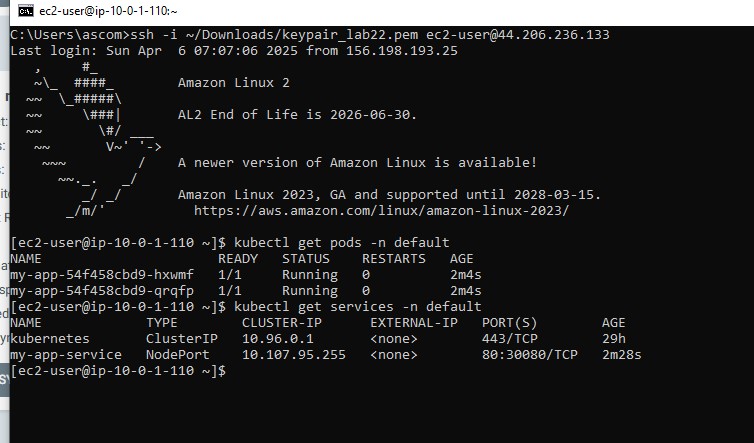 ec2-user@ip-10-0-1-110:~
C:\Users\ascom>ssh -i ~/Downloads/keypair_lab22.pem ec2-user@44.206.236.133
Last login: Sun Apr  6 07:07:06 2025 from 156.198.193.25
   ,     #_
   ~\_  ####_        Amazon Linux 2
  ~~  \_#####\
  ~~     \###|       AL2 End of Life is 2026-06-30.
  ~~       \#/ ___
   ~~       V~' '->
    ~~~         /    A newer version of Amazon Linux is available!
      ~~._.   _/
         _/ _/       Amazon Linux 2023, GA and supported until 2028-03-15.
       _/m/'           https://aws.amazon.com/linux/amazon-linux-2023/
[ec2-user@ip-10-0-1-110 ~]$ kubectl get pods -n default
NAME                      READY   STATUS    RESTARTS   AGE
my-app-54f458cbd9-hxwmf   1/1     Running   0          2m4s
my-app-54f458cbd9-qrqfp   1/1     Running   0          2m4s
[ec2-user@ip-10-0-1-110 ~]$ kubectl get services -n default
NAME             TYPE        CLUSTER-IP      EXTERNAL-IP   PORT(S)        AGE
kubernetes       ClusterIP   10.96.0.1       <none>        443/TCP        29h
my-app-service   NodePort    10.107.95.255   <none>        80:30080/TCP   2m28s
[ec2-user@ip-10-0-1-110 ~]$